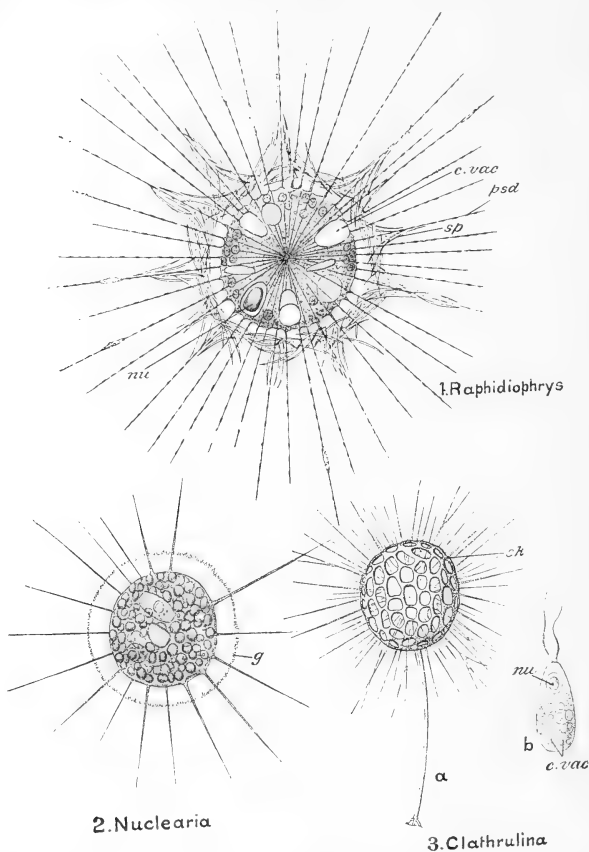 c.vac
psd
sp
nu
1.Raphidiophrys
sk
g
nu
b
c.vac
a
2.Nuclearia
3.Clathrulina